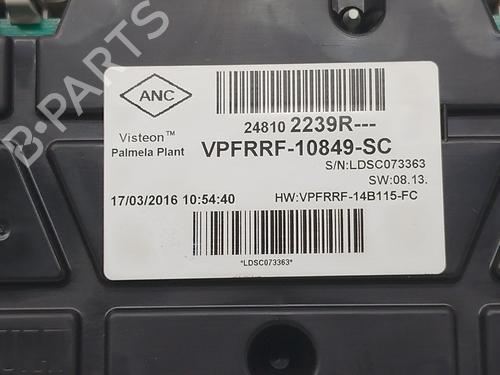 B-PARTS
ANC
24810 2239R---
Visteon™
Palmela Plant
VPFRRF-10849-SC
S/N:LDSC073363
SW:08.13.
17/03/2016 10:54:40
HW:VPFRRF-14B115-FC
*LDSC073363*